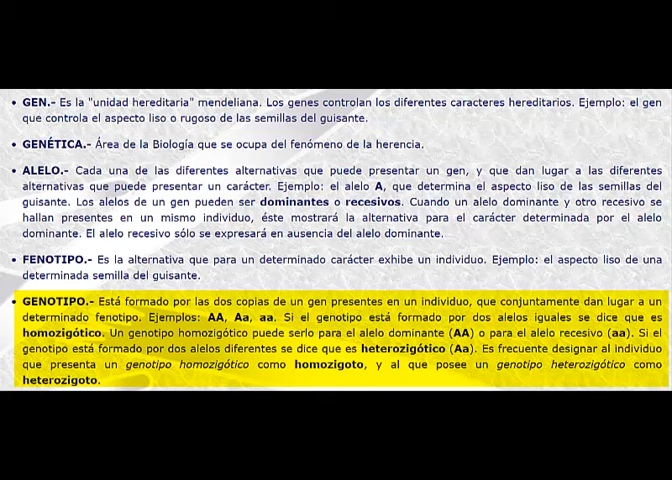 • GEN.- Es la "unidad hereditaria" mendeliana. Los genes controlan los diferentes caracteres hereditarios. Ejemplo: el gen
que controla el aspecto liso o rugoso de las semillas del guisante.
• GENÉTICA.- Área de la Biología que se ocupa del fenómeno de la herencia.
• ALELO.- Cada una de las diferentes alternativas que puede presentar un gen, y que dan lugar a las diferentes
alternativas que puede presentar un carácter. Ejemplo: el alelo A, que determina el aspecto liso de las semillas del
guisante. Los alelos de un gen pueden ser dominantes o recesivos. Cuando un alelo dominante y otro recesivo se
hallan presentes en un mismo individuo, éste mostrará la alternativa para el carácter determinada por el alelo
dominante. El alelo recesivo sólo se expresará en ausencia del alelo dominante.
• FENOTIPO.- Es la alternativa que para un determinado carácter exhibe un individuo. Ejemplo: el aspecto liso de una
determinada semilla del guisante.
• GENOTIPO.- Está formado por las dos copias de un gen presentes en un individuo, que conjuntamente dan lugar a un
determinado fenotipo. Ejemplos: AA, Aa, aa. Si el genotipo está formado por dos alelos iguales se dice que es
homozigótico. Un genotipo homozigótico puede serlo para el alelo dominante (AA) o para el alelo recesivo (aa). Si el
genotipo está formado por dos alelos diferentes se dice que es heterozigótico (Aa). Es frecuente designar al individuo
que presenta un genotipo homozigótico como homozigoto, y al que posee un genotipo heterozigótico como
heterozigoto.